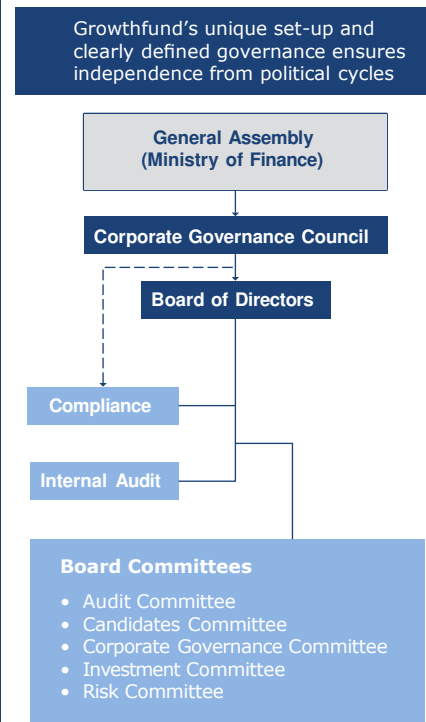 Growthfund’s unique set-up and
clearly defined governance ensures
independence from political cycles
General Assembly
(Ministry of Finance)
Corporate Governance Council
Board of Directors
Compliance
Internal Audit
Board Committees
• Audit Committee
• Candidates Committee
• Corporate Governance Committee
• Investment Committee
• Risk Committee